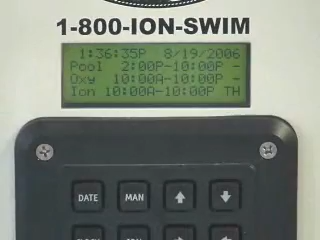 1-800-ION-SWIM
1:36:35P 8/19/2006
Pool 2:00P-10:00P -
Oxy 10:00A-10:00P -
Ion 10:00A-10:00P TH
DATE MAN